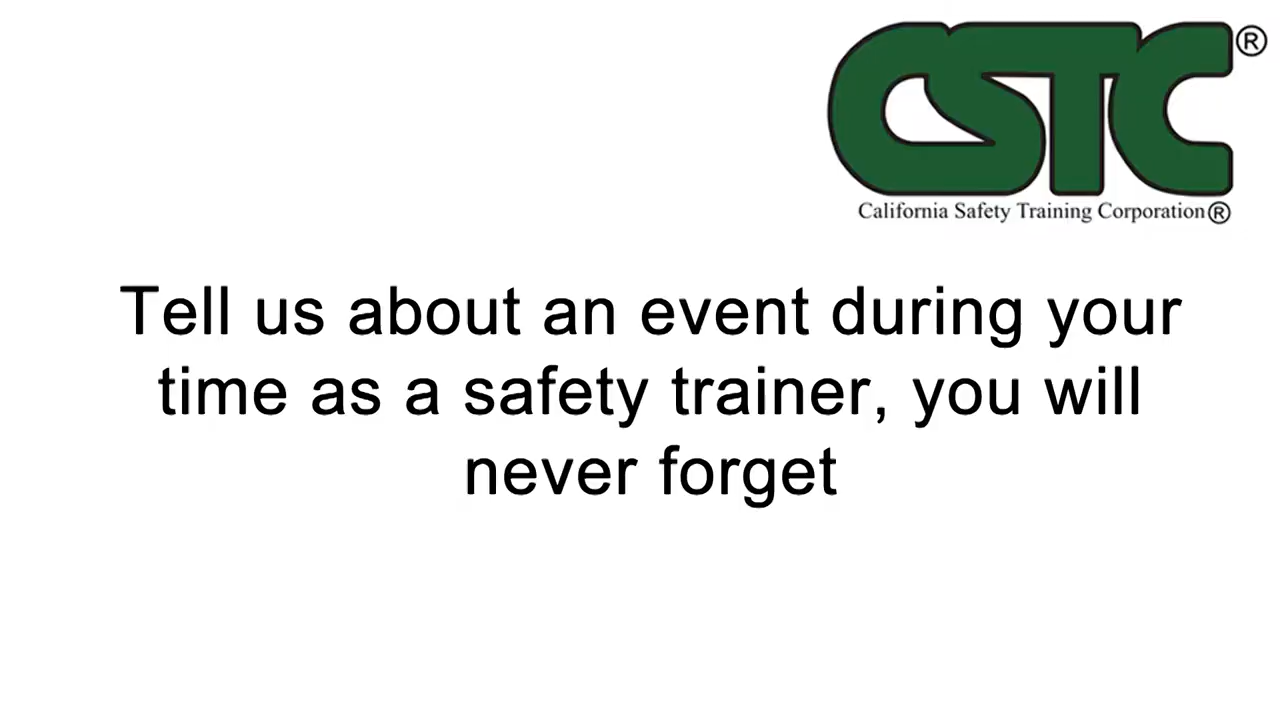 CSTC®
California Safety Training Corporation®
Tell us about an event during your
time as a safety trainer, you will
never forget